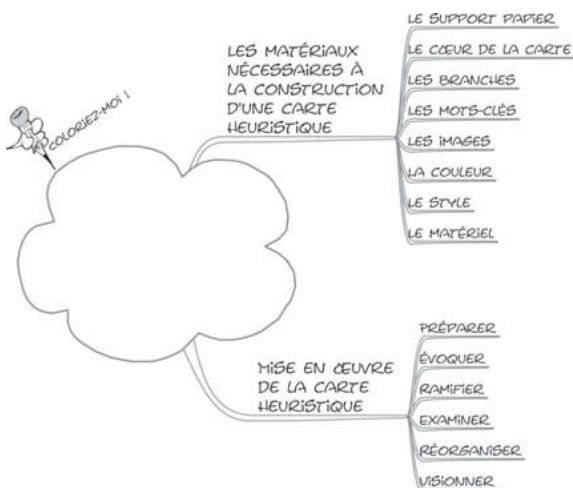 COLORIEZ-MOI !
LES MATÉRIAUX
NÉCESSAIRES À
LA CONSTRUCTION
D'UNE CARTE
HEURISTIQUE
LE SUPPORT PAPIER
LE CŒUR DE LA CARTE
LES BRANCHES
LES MOTS-CLÉS
LES IMAGES
LA COULEUR
LE STYLE
LE MATÉRIEL
MISE EN ŒUVRE
DE LA CARTE
HEURISTIQUE
PRÉPARER
ÉVOQUER
RAMIFIER
EXAMINER
RÉORGANISER
VISIONNER